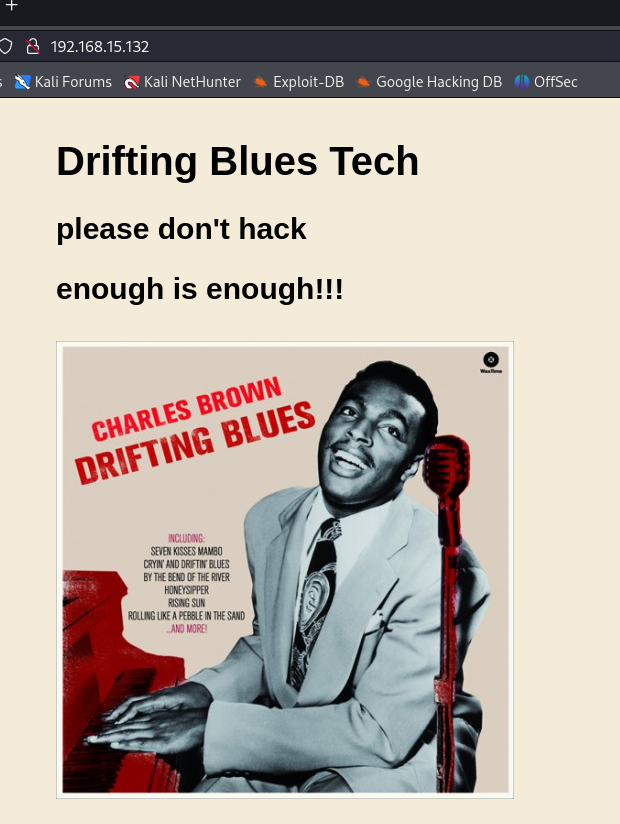 +
192.168.15.132
s Kali Forums Kali NetHunter Exploit-DB Google Hacking DB OffSec
Drifting Blues Tech
please don't hack
enough is enough!!!
WaxTime
CHARLES BROWN
DRIFTING BLUES
INCLUDING:
SEVEN KISSES MAMBO
CRYIN' AND DRIFTIN' BLUES
BY THE BEND OF THE RIVER
HONEYSIPPER
RISING SUN
ROLLING LIKE A PEBBLE IN THE SAND
...AND MORE!